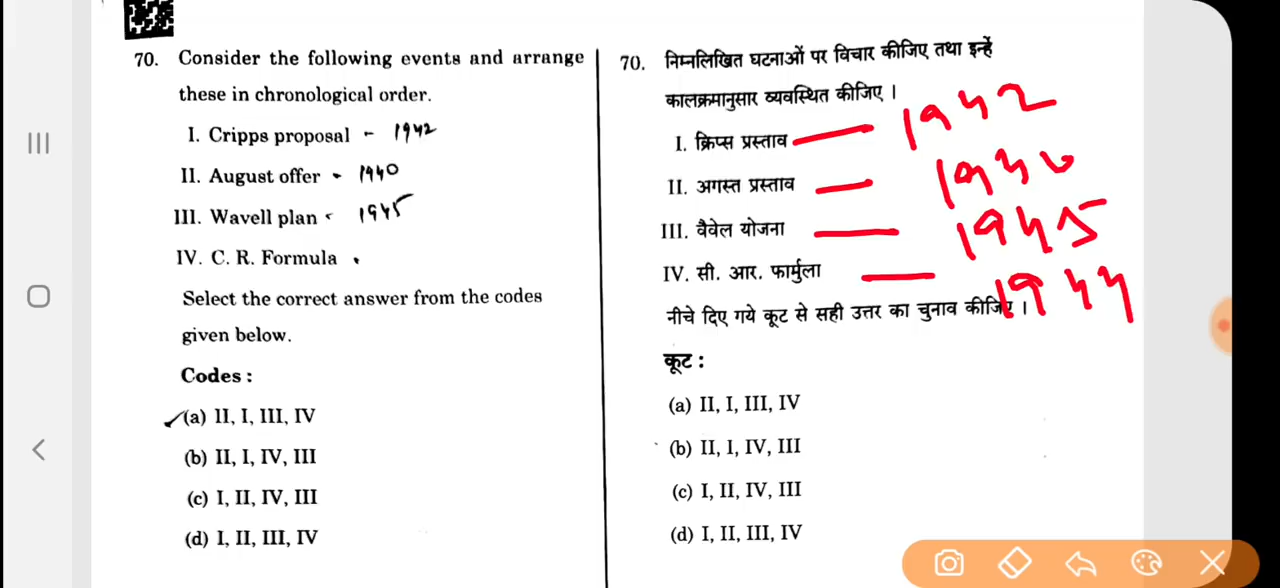 70. Consider the following events and arrange
these in chronological order.
I. Cripps proposal - 1942
II. August offer - 1940
III. Wavell plan - 1945
IV. C. R. Formula
Select the correct answer from the codes
given below.
Codes :
(a) II, I, III, IV
(b) II, I, IV, III
(c) I, II, IV, III
(d) I, II, III, IV
70. निम्नलिखित घटनाओं पर विचार कीजिए तथा इन्हें
कालक्रमानुसार व्यवस्थित कीजिए ।
I. क्रिप्स प्रस्ताव — 1942
II. अगस्त प्रस्ताव — 1940
III. वैवेल योजना — 1945
IV. सी. आर. फार्मुला — 1944
नीचे दिए गये कूट से सही उत्तर का चुनाव कीजिए ।
कूट :
(a) II, I, III, IV
(b) II, I, IV, III
(c) I, II, IV, III
(d) I, II, III, IV